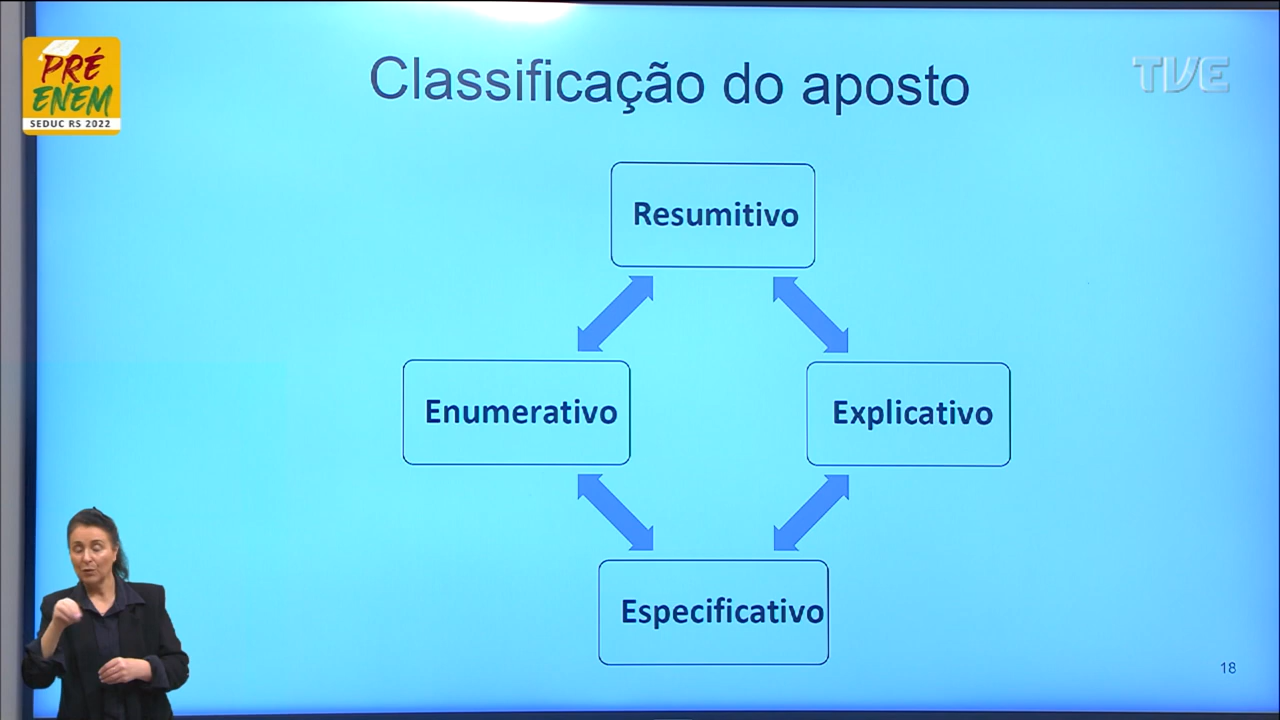 PRÉ
ENEM
SEDUC RS 2022
Classificação do aposto
TVE
Resumitivo
Enumerativo
Explicativo
Especificativo
18